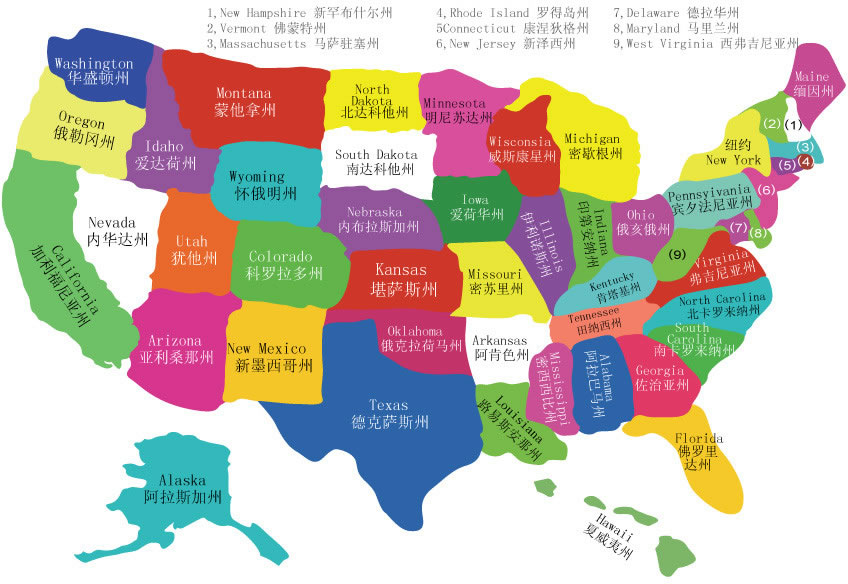 1,New Hampshire 新罕布什尔州
2,Vermont 佛蒙特州
3,Massachusetts 马萨驻塞州
4,Rhode Island 罗得岛州
5Connecticut 康涅狄格州
6,New Jersey 新泽西州
7,Delaware 德拉华州
8,Maryland 马里兰州
9,West Virginia 西弗吉尼亚州
Washington
华盛顿州
Oregon
俄勒冈州
Idaho
爱达荷州
Montana
蒙他拿州
North
Dakota
北达科他州
Minnesota
明尼苏达州
Wisconsia
威斯康星州
Michigan
密歇根州
Maine
缅因州
(2)
(1)
(3)
(5)
(4)
纽约
New York
South Dakota
南达科他州
Wyoming
怀俄明州
Nebraska
内布拉斯加州
Iowa
爱荷华州
Illinois
伊利诺斯州
Indiana
印第安纳州
Ohio
俄亥俄州
Pennsyivania
宾夕法尼亚州
(6)
(7)
(8)
(9)
Nevada
内华达州
Utah
犹他州
Colorado
科罗拉多州
Kansas
堪萨斯州
Missouri
密苏里州
Kentucky
肯塔基州
Virginia
弗吉尼亚州
California
加利福尼亚州
Arizona
亚利桑那州
New Mexico
新墨西哥州
Oklahoma
俄克拉荷马州
Arkansas
阿肯色州
Tennessee
田纳西州
North Carolina
北卡罗来纳州
South
Carolina
南卡罗来纳州
Texas
德克萨斯州
Louisiana
路易斯安那州
Mississippi
密西西比州
Alabama
阿拉巴马州
Georgia
佐治亚州
Florida
佛罗里
达州
Alaska
阿拉斯加州
Hawaii
夏威夷州